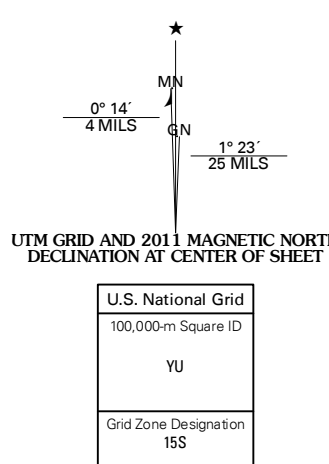 ★
MN
0° 14´
4 MILS
GN
1° 23´
25 MILS
UTM GRID AND 2011 MAGNETIC NORT
DECLINATION AT CENTER OF SHEET
U.S. National Grid
100,000-m Square ID
YU
Grid Zone Designation
15S